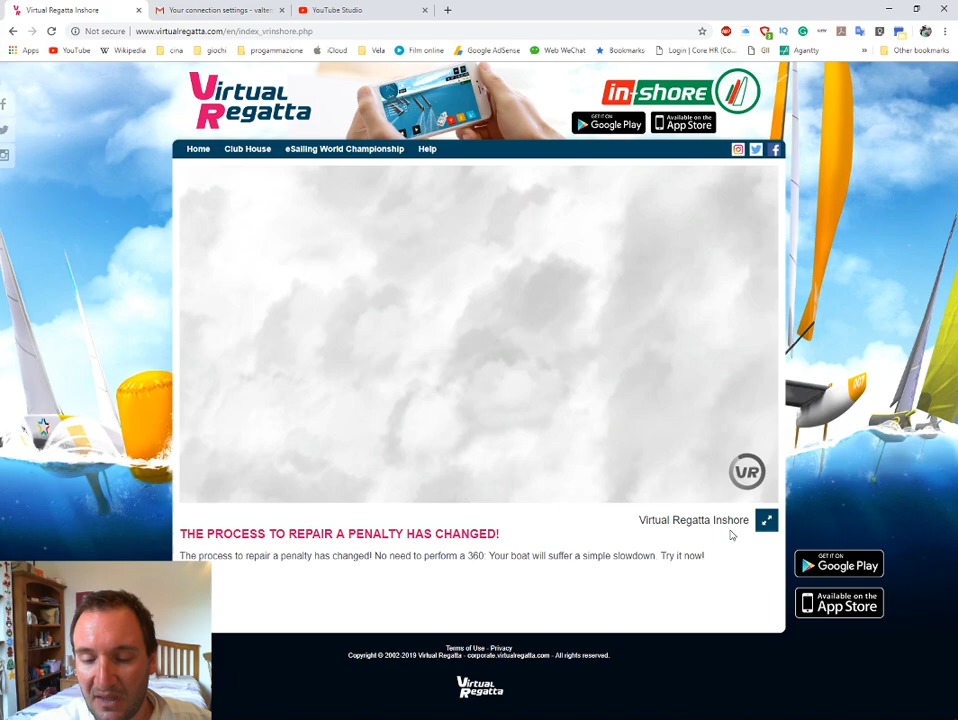 Virtual Regatta Inshore
Your connection settings - valter
YouTube Studio
Not secure
www.virtualregatta.com/en/index_vrinshore.php
Apps
YouTube
Wikipedia
cina
giochi
progammazione
iCloud
Vela
Film online
Google AdSense
Web WeChat
Bookmarks
Login | Core HR (Co...
GII
Agantty
Other bookmarks
Virtual
Regatta
in-shore
GET IT ON
Google Play
Available on the
App Store
Home
Club House
eSailing World Championship
Help
VR
Virtual Regatta Inshore
THE PROCESS TO REPAIR A PENALTY HAS CHANGED!
The process to repair a penalty has changed! No need to perform a 360: Your boat will suffer a simple slowdown. Try it now!
007
GET IT ON
Google Play
Available on the
App Store
Terms of Use - Privacy
Copyright © 2002-2019 Virtual Regatta - corporate.virtualregatta.com - All rights reserved.
Virtual
Regatta